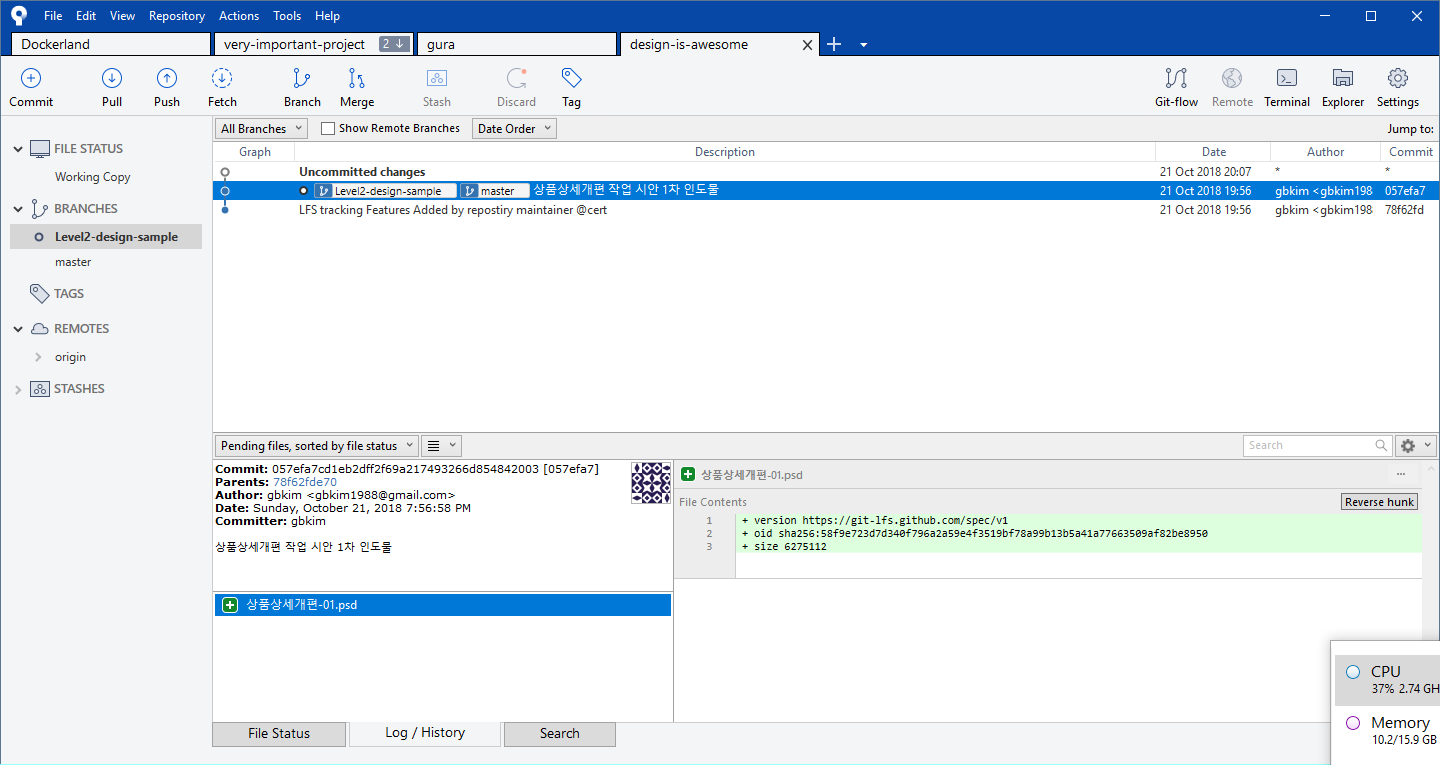 File Edit View Repository Actions Tools Help
Dockerland very-important-project 2 gura design-is-awesome
Commit Pull Push Fetch Branch Merge Stash Discard Tag Git-flow Remote Terminal Explorer Settings
All Branches Show Remote Branches Date Order Jump to:
FILE STATUS
Working Copy
BRANCHES
Level2-design-sample
master
TAGS
REMOTES
origin
STASHES
Graph Description Date Author Commit
Uncommitted changes 21 Oct 2018 20:07 * *
Level2-design-sample master 상품상세개편 작업 시안 1차 인도물 21 Oct 2018 19:56 gbkim <gbkim198 057efa7
LFS tracking Features Added by repostiry maintainer @cert 21 Oct 2018 19:56 gbkim <gbkim198 78f62fd
Pending files, sorted by file status Search
Commit: 057efa7cd1eb2dff2f69a217493266d854842003 [057efa7]
Parents: 78f62fde70
Author: gbkim <gbkim1988@gmail.com>
Date: Sunday, October 21, 2018 7:56:58 PM
Committer: gbkim
상품상세개편 작업 시안 1차 인도물
상품상세개편-01.psd
상품상세개편-01.psd ...
File Contents Reverse hunk
1 + version https://git-lfs.github.com/spec/v1
2 + oid sha256:58f9e723d7d340f796a2a59e4f3519bf78a99b13b5a41a77663509af82be8950
3 + size 6275112
CPU
37% 2.74 GH
Memory
10.2/15.9 GB
File Status Log / History Search